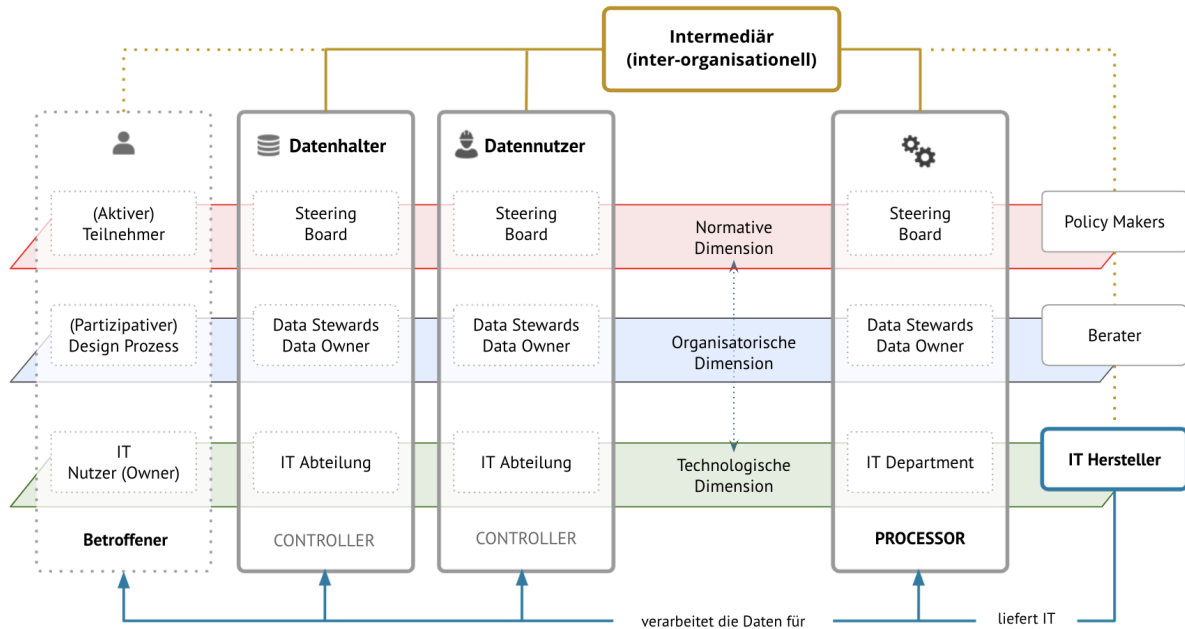 Intermediär
(inter-organisationell)
Datenhalter
Datennutzer
(Aktiver)
Teilnehmer
Steering
Board
Steering
Board
Normative
Dimension
Steering
Board
Policy Makers
(Partizipativer)
Design Prozess
Data Stewards
Data Owner
Data Stewards
Data Owner
Organisatorische
Dimension
Data Stewards
Data Owner
Berater
IT
Nutzer (Owner)
IT Abteilung
IT Abteilung
Technologische
Dimension
IT Department
IT Hersteller
Betroffener
CONTROLLER
CONTROLLER
PROCESSOR
verarbeitet die Daten für
liefert IT